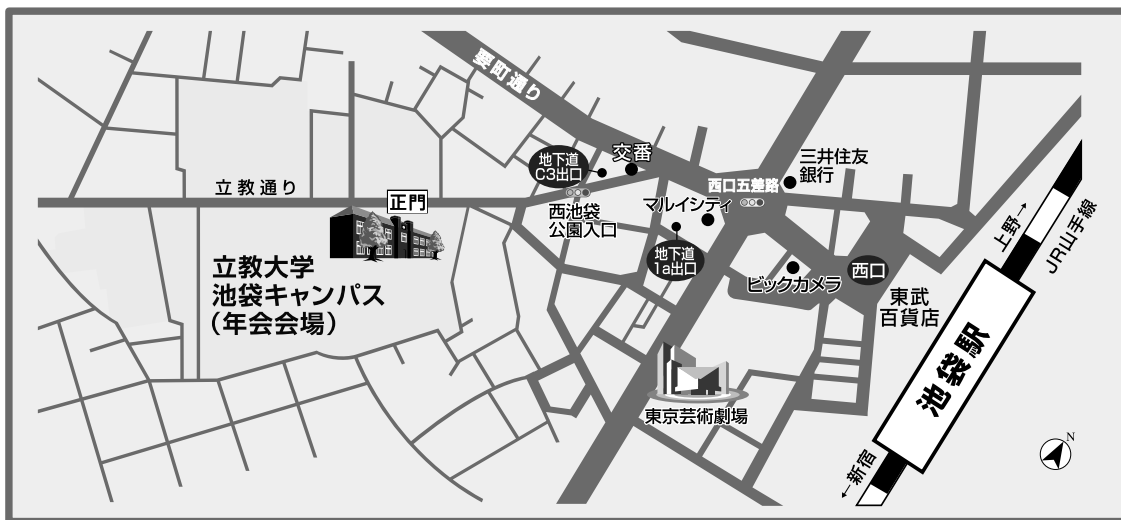 要町通り
地下道
C3出口
交番
三井住友
銀行
西口五差路
立教通り
正門
西池袋
公園入口
マルイシティ
地下道
1a出口
ビックカメラ
西口
東武
百貨店
上野→
JR山手線
立教大学
池袋キャンパス
(年会会場)
池袋駅
東京芸術劇場
←新宿
N